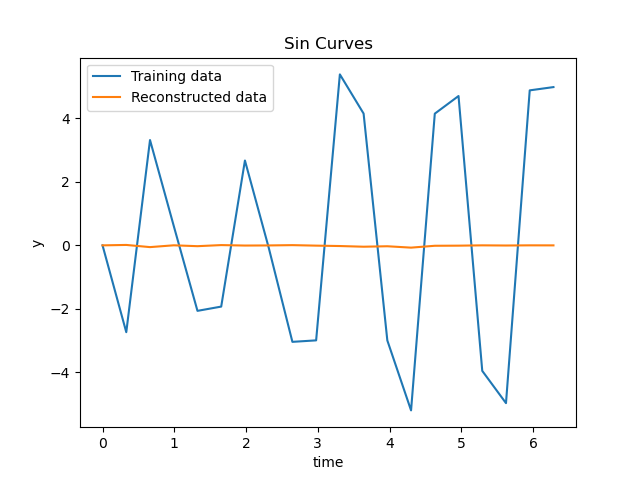 Sin Curves
Training data
Reconstructed data
y
4
2
0
−2
−4
0 1 2 3 4 5 6
time